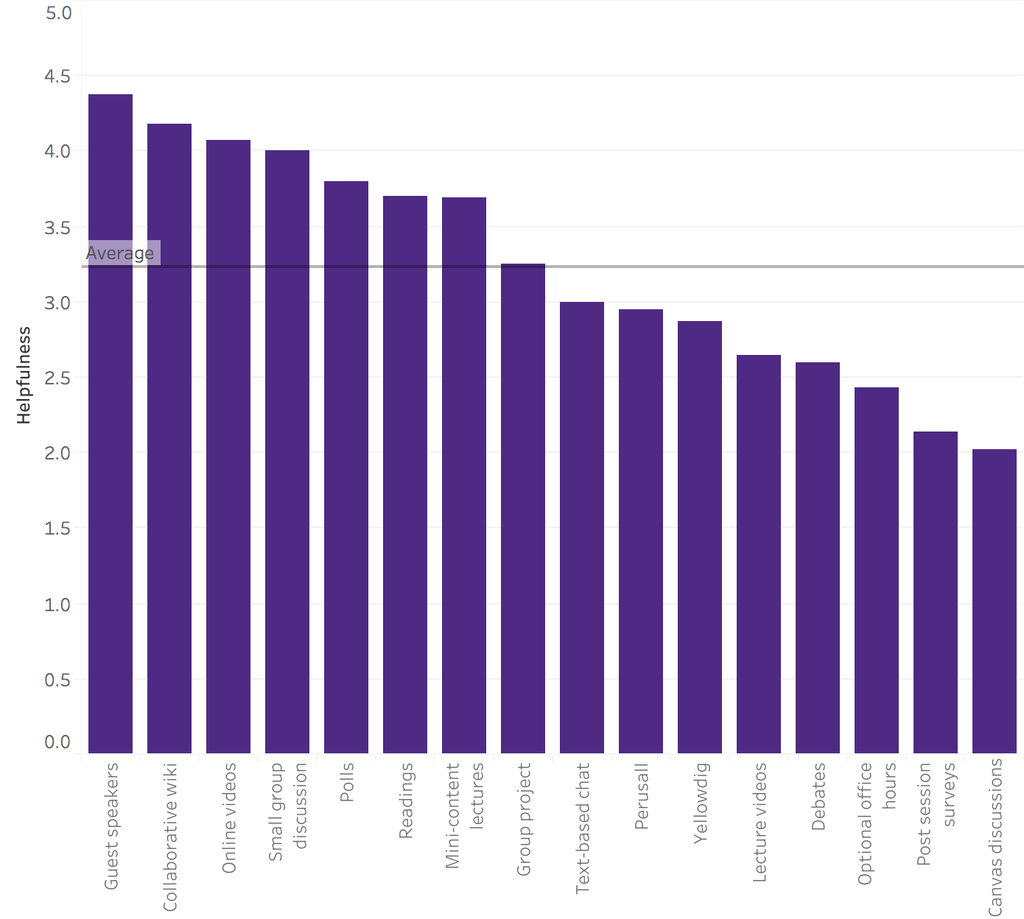 5.0
4.5
4.0
3.5
Average
3.0
2.5
2.0
1.5
1.0
0.5
0.0
Helpfulness
Guest speakers
Collaborative wiki
Online videos
Small group
discussion
Polls
Readings
Mini-content
lectures
Group project
Text-based chat
Perusall
Yellowdig
Lecture videos
Debates
Optional office
hours
Post session
surveys
Canvas discussions